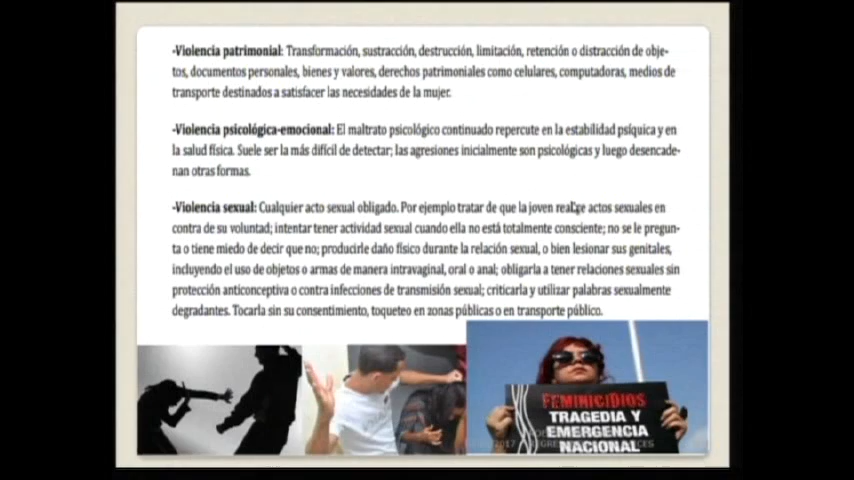 -Violencia patrimonial: Transformación, sustracción, destrucción, limitación, retención o distracción de obje-
tos, documentos personales, bienes y valores, derechos patrimoniales como celulares, computadoras, medios de
transporte destinados a satisfacer las necesidades de la mujer.
-Violencia psicológica-emocional: El maltrato psicológico continuado repercute en la estabilidad psíquica y en
la salud física. Suele ser la más difícil de detectar; las agresiones inicialmente son psicológicas y luego desencade-
nan otras formas.
-Violencia sexual: Cualquier acto sexual obligado. Por ejemplo tratar de que la joven realice actos sexuales en
contra de su voluntad; intentar tener actividad sexual cuando ella no está totalmente consciente; no se le pregun-
ta o tiene miedo de decir que no; producirle daño físico durante la relación sexual, o bien lesionar sus genitales,
incluyendo el uso de objetos o armas de manera intravaginal, oral o anal; obligarla a tener relaciones sexuales sin
protección anticonceptiva o contra infecciones de transmisión sexual; criticarla y utilizar palabras sexualmente
degradantes. Tocarla sin su consentimiento, toqueteo en zonas públicas o en transporte público.
FEMINICIDIOS
TRAGEDIA Y
EMERGENCIA
NACIONAL
2017